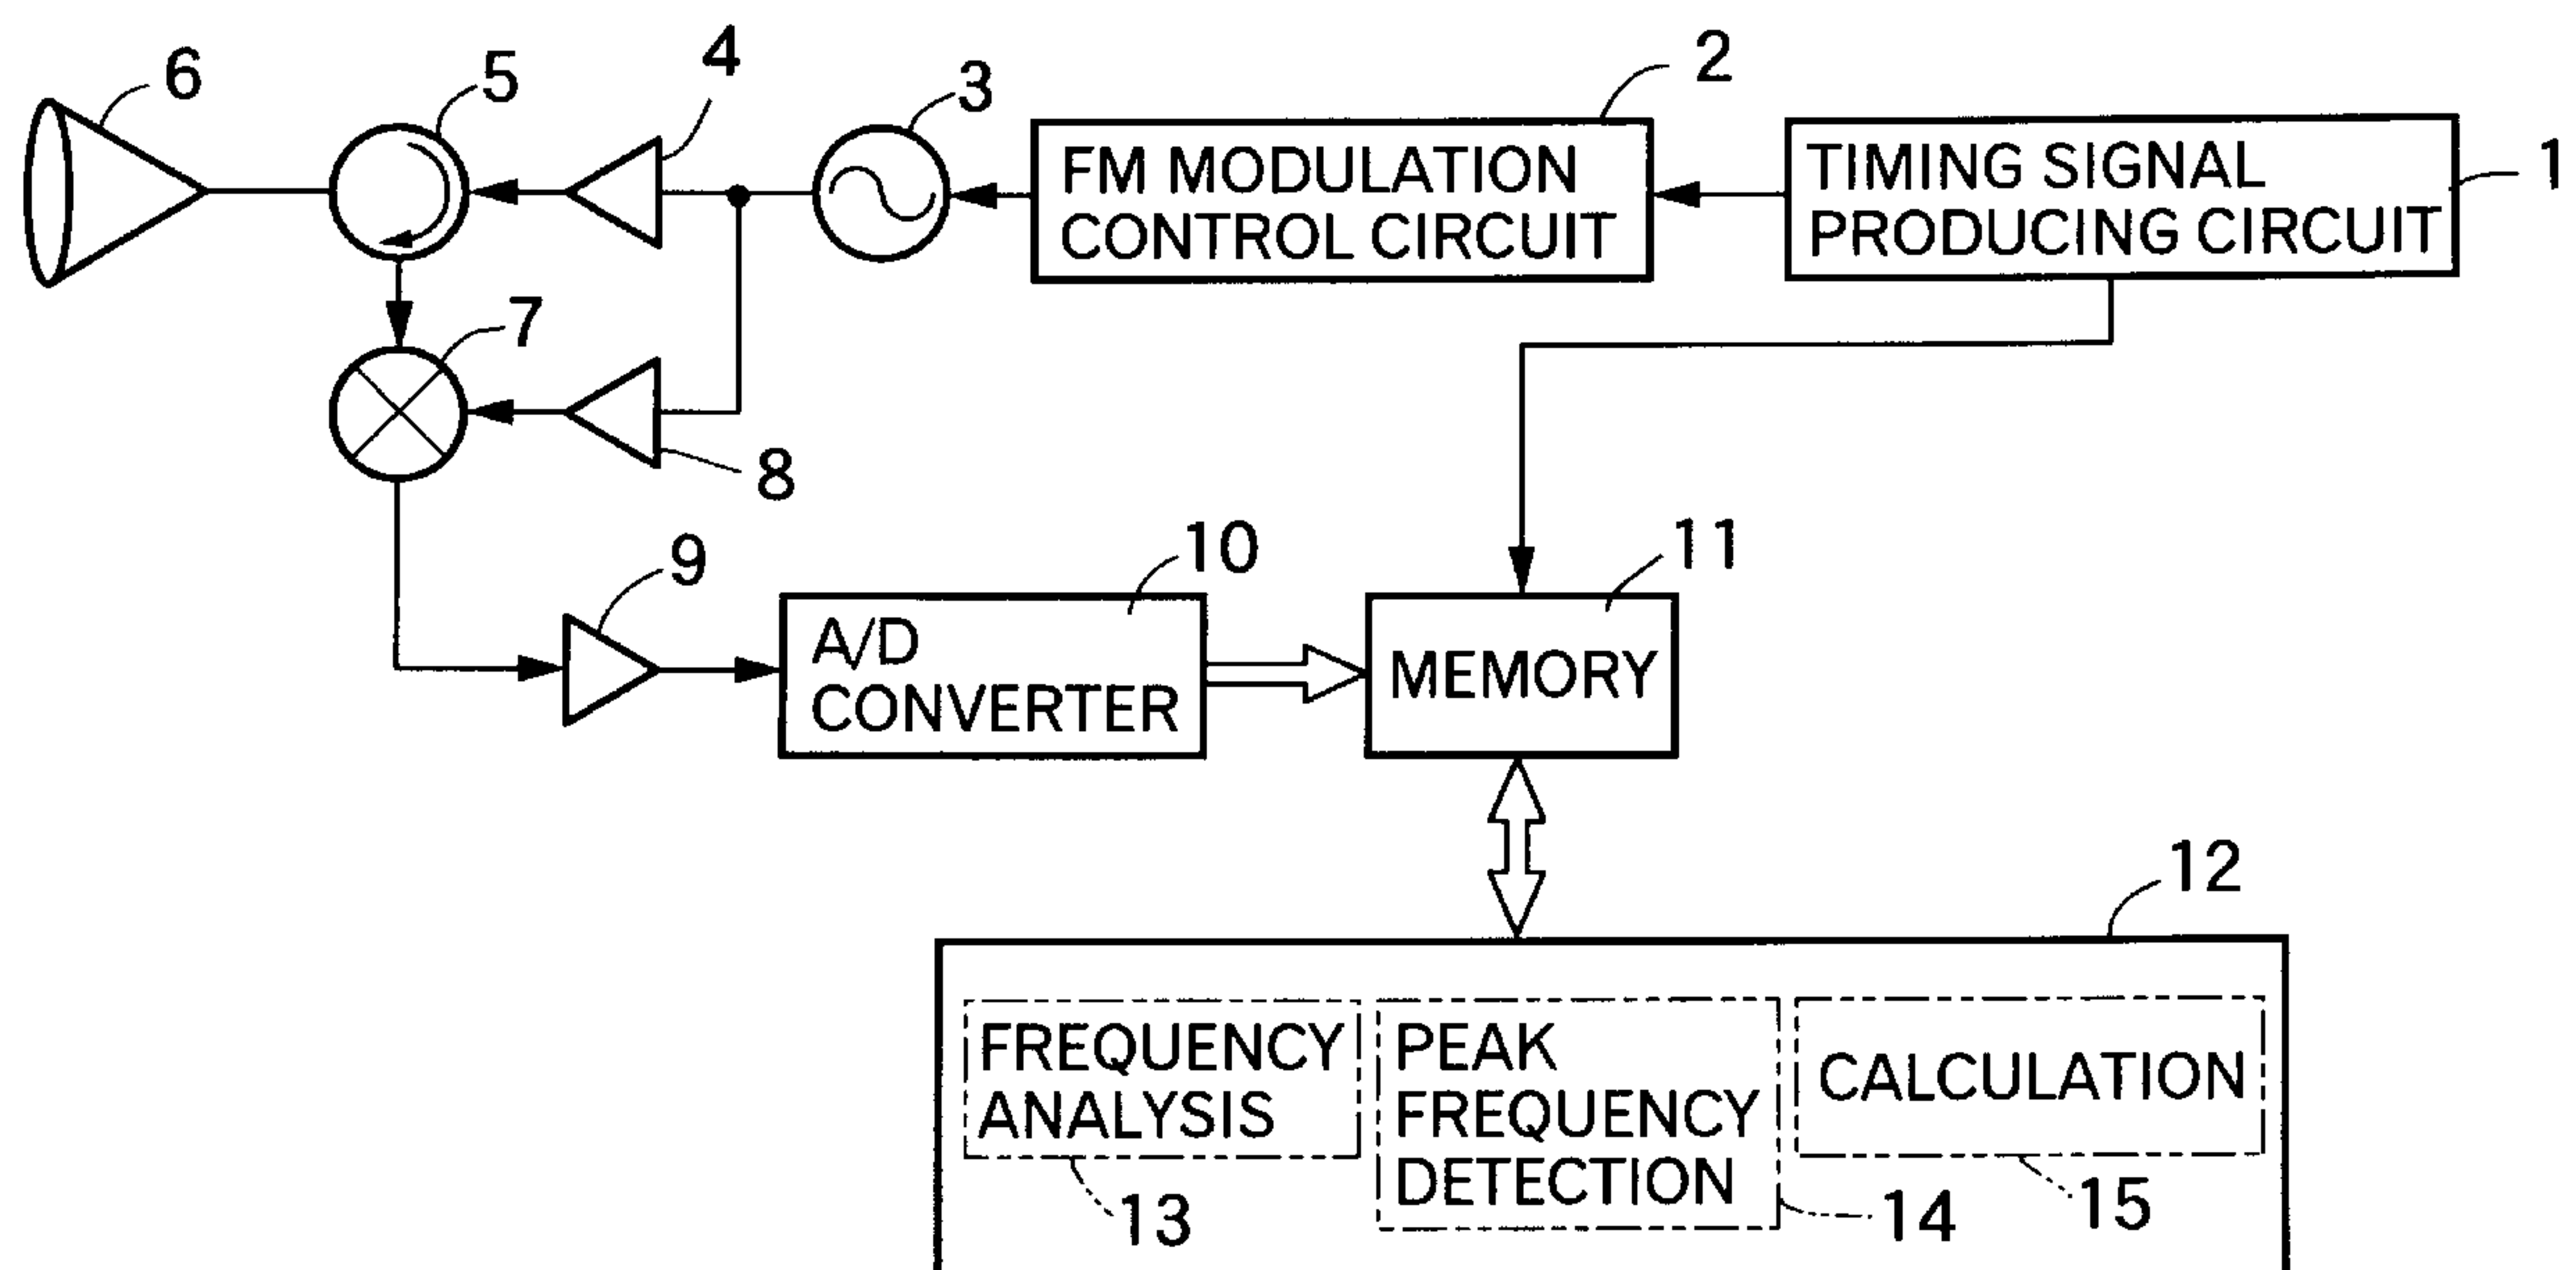 6
5
4
3
2
1
FM MODULATION
CONTROL CIRCUIT
TIMING SIGNAL
PRODUCING CIRCUIT
7
8
9
10
11
A/D
CONVERTER
MEMORY
12
FREQUENCY
ANALYSIS
PEAK
FREQUENCY
DETECTION
CALCULATION
13
14
15